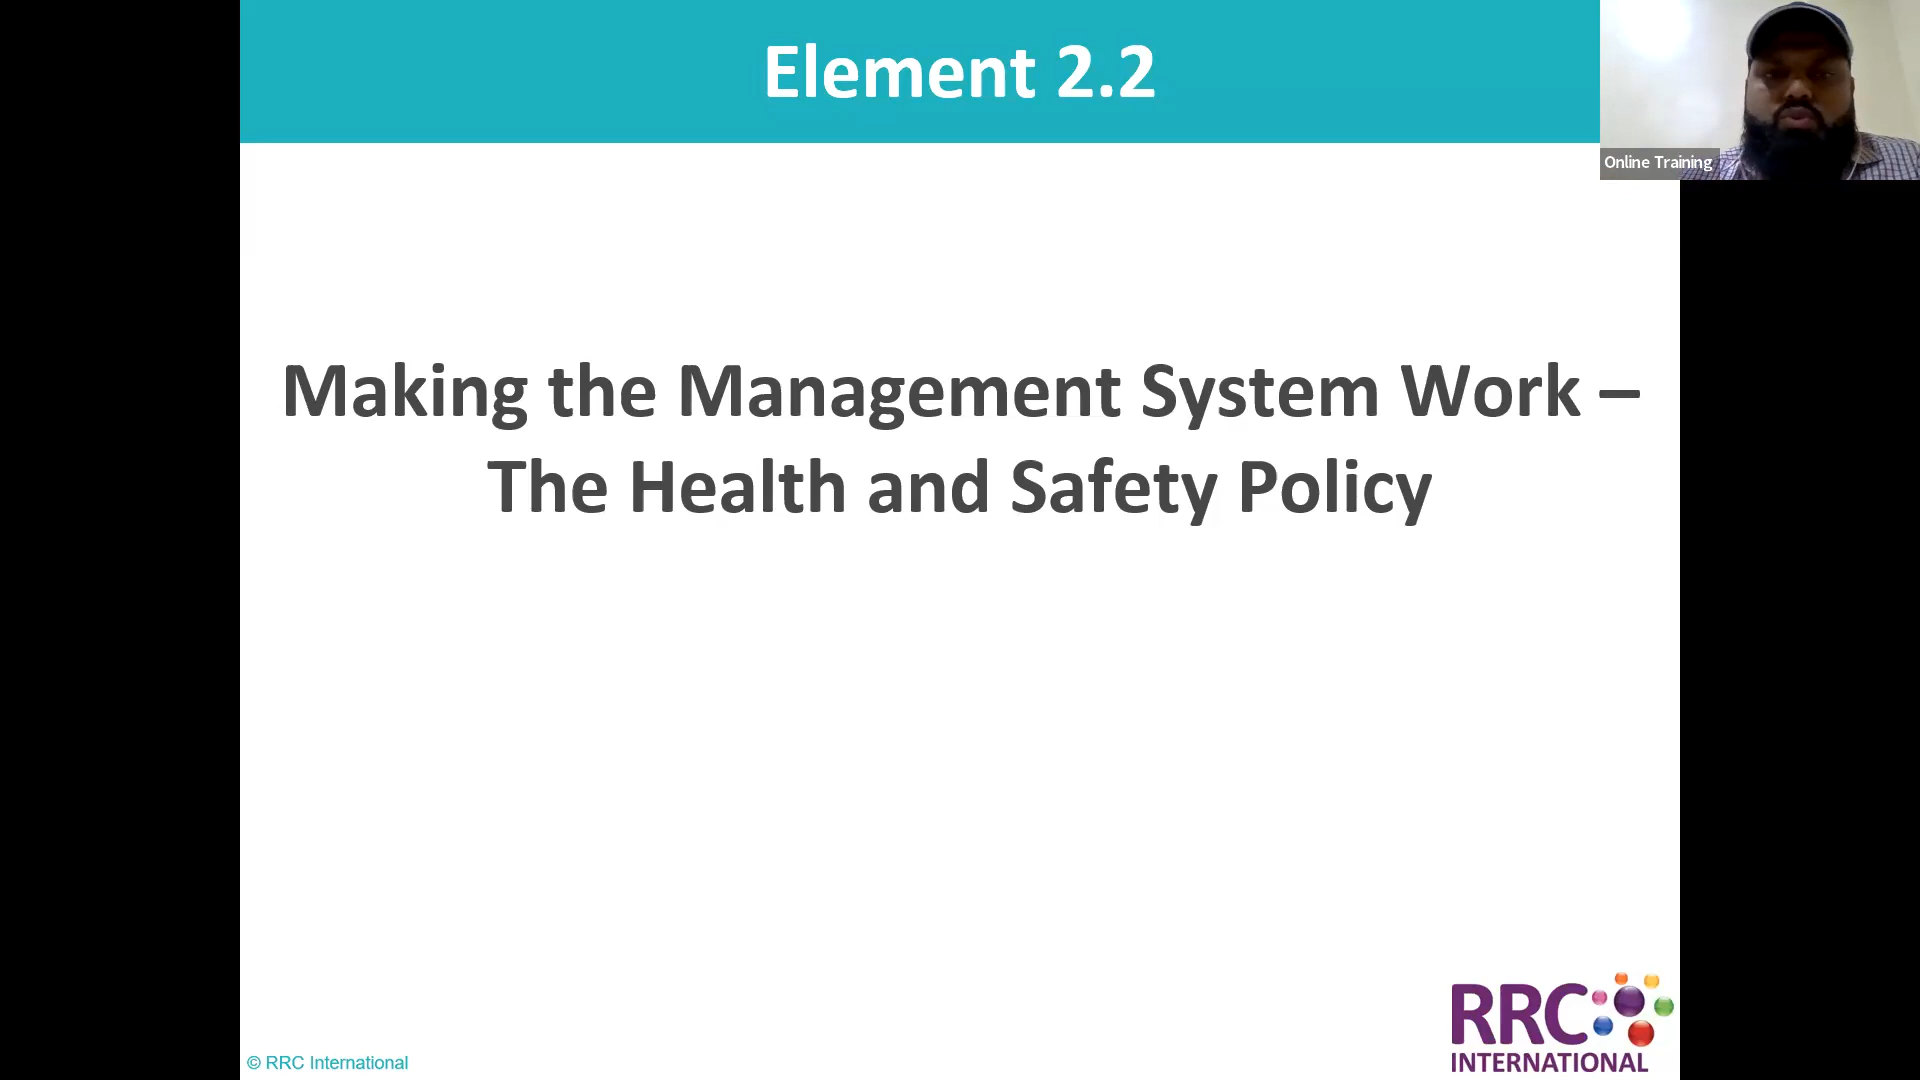 Element 2.2
Online Training
Making the Management System Work –
The Health and Safety Policy
© RRC International
RRC
INTERNATIONAL